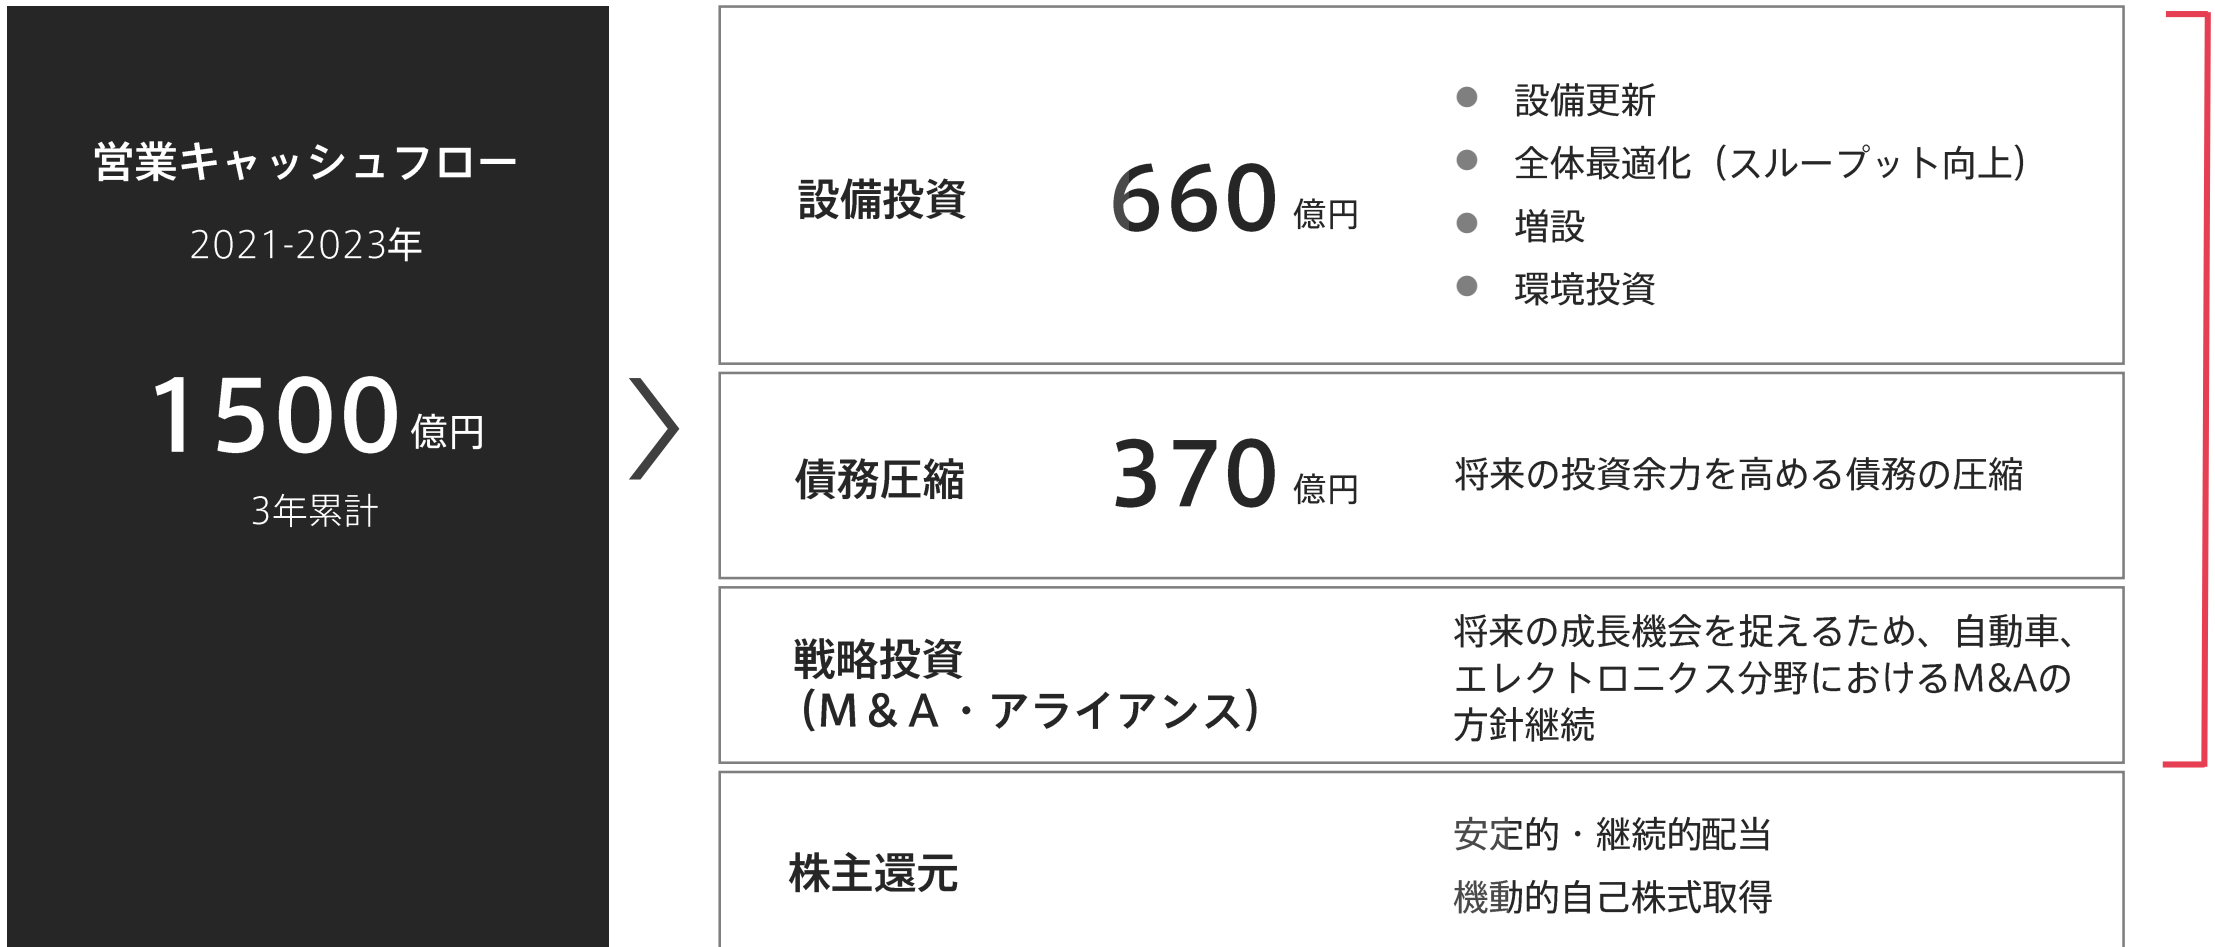 営業キャッシュフロー
2021-2023年
1500億円
3年累計
設備投資
660億円
● 設備更新
● 全体最適化（スループット向上）
● 増設
● 環境投資
債務圧縮
370億円
将来の投資余力を高める債務の圧縮
戦略投資
（M＆A・アライアンス）
将来の成長機会を捉えるため、自動車、
エレクトロニクス分野におけるM&Aの
方針継続
株主還元
安定的・継続的配当
機動的自己株式取得